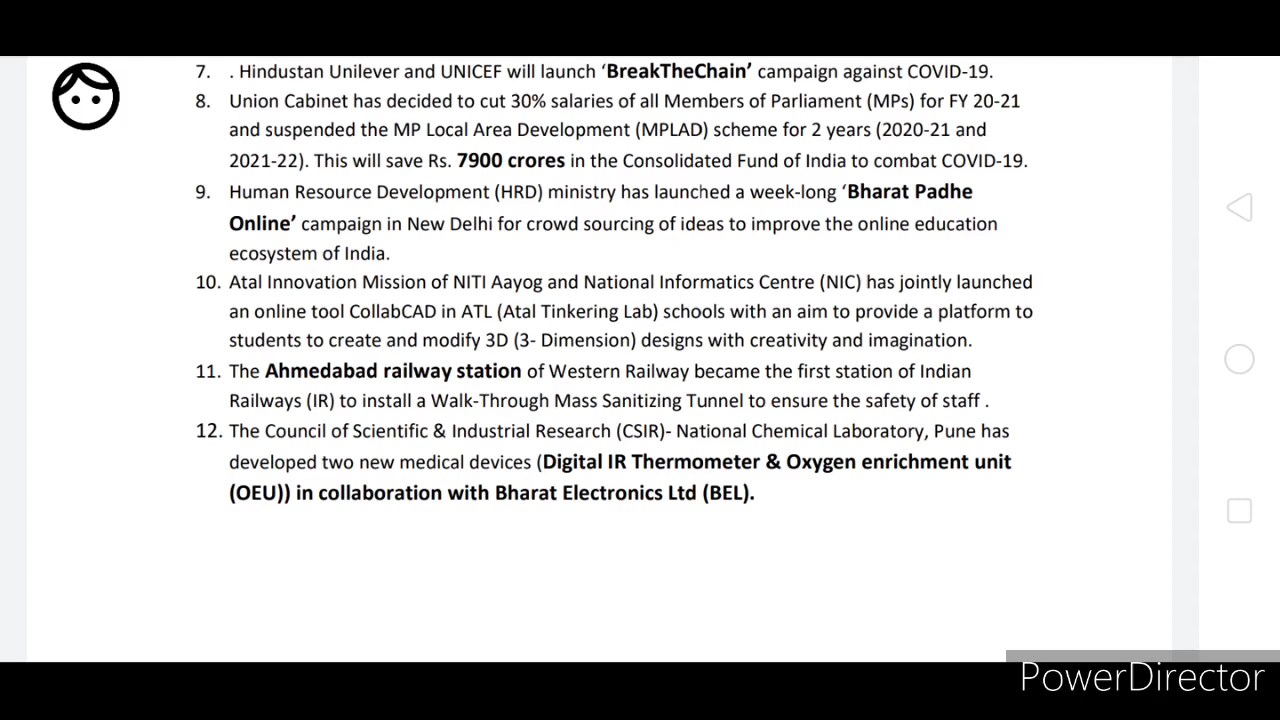 7. . Hindustan Unilever and UNICEF will launch ‘BreakTheChain’ campaign against COVID-19.
8. Union Cabinet has decided to cut 30% salaries of all Members of Parliament (MPs) for FY 20-21
and suspended the MP Local Area Development (MPLAD) scheme for 2 years (2020-21 and
2021-22). This will save Rs. 7900 crores in the Consolidated Fund of India to combat COVID-19.
9. Human Resource Development (HRD) ministry has launched a week-long ‘Bharat Padhe
Online’ campaign in New Delhi for crowd sourcing of ideas to improve the online education
ecosystem of India.
10. Atal Innovation Mission of NITI Aayog and National Informatics Centre (NIC) has jointly launched
an online tool CollabCAD in ATL (Atal Tinkering Lab) schools with an aim to provide a platform to
students to create and modify 3D (3- Dimension) designs with creativity and imagination.
11. The Ahmedabad railway station of Western Railway became the first station of Indian
Railways (IR) to install a Walk-Through Mass Sanitizing Tunnel to ensure the safety of staff .
12. The Council of Scientific & Industrial Research (CSIR)- National Chemical Laboratory, Pune has
developed two new medical devices (Digital IR Thermometer & Oxygen enrichment unit
(OEU)) in collaboration with Bharat Electronics Ltd (BEL).
PowerDirector